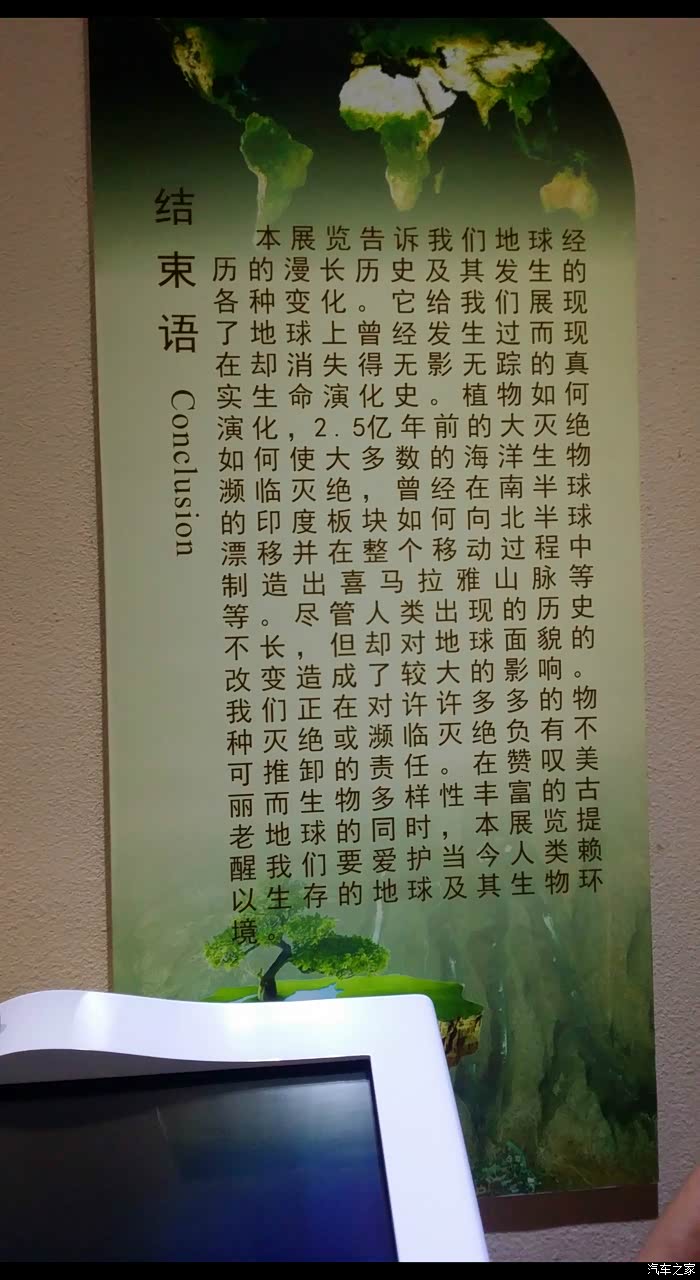 结束语
Conclusion
本展览告诉我们地球经
历的漫长历史及其发生的
各种变化。它给我们展现
了地球上曾经发生过而现
在却消失得无影无踪的真
实生命演化史。植物如何
演化，2.5亿年前的大灭绝
如何使大多数的海洋生物
濒临灭绝，曾经在南半球
的印度板块如何向北半球
漂移并在整个移动过程中
制造出喜马拉雅山脉等
等。尽管人类出现的历史
不长，但却对地球面貌的
改变造成了较大的影响。
我们正在对许许多多的物
种灭绝或濒临灭绝负有不
可推卸的责任。在赞叹美
丽而生物多样性丰富的古
老地球的同时，本展览提
醒我们要爱护当今人类赖
以生存的地球及其生物环
境。
汽车之家